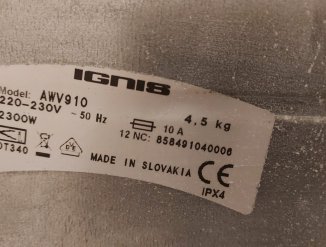 IGNIS
Model: AWV910
220-230V ~ 50 Hz
2300W
4,5 kg
10 A
12 NC: 858491040006
DT340
MADE IN SLOVAKIA CE
IPX4